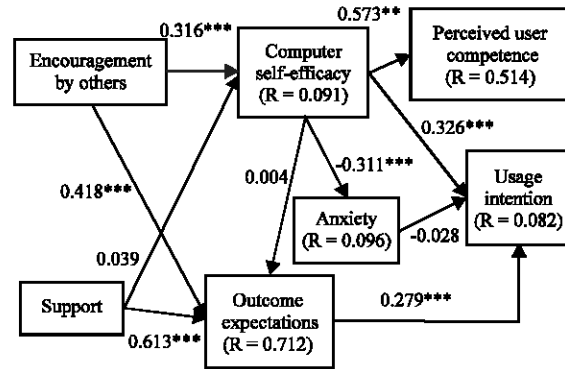 0.573**
0.316***
Encouragement
by others
Computer
self-efficacy
(R = 0.091)
Perceived user
competence
(R = 0.514)
0.326***
0.004
-0.311***
0.418***
Usage
intention
(R = 0.082)
Anxiety
(R = 0.096)
-0.028
0.039
Support
0.613***
Outcome
expectations
(R = 0.712)
0.279***